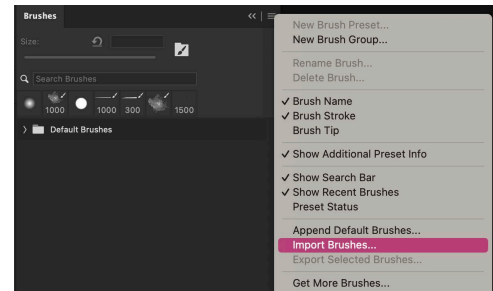 Brushes
Size:
Search Brushes
1000 1000 300 1500
Default Brushes
New Brush Preset...
New Brush Group...
Rename Brush...
Delete Brush...
Brush Name
Brush Stroke
Brush Tip
Show Additional Preset Info
Show Search Bar
Show Recent Brushes
Preset Status
Append Default Brushes...
Import Brushes...
Export Selected Brushes...
Get More Brushes...